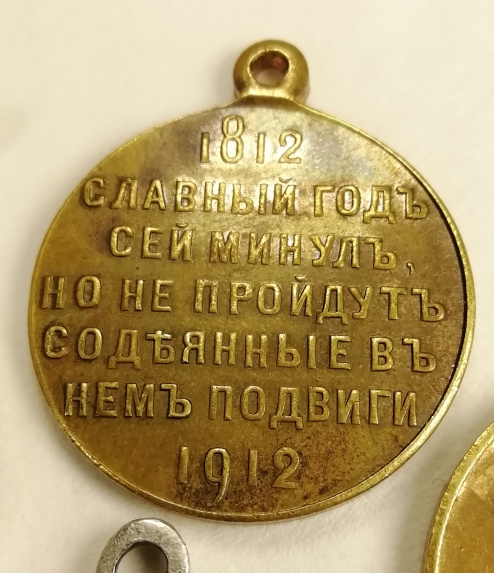 1812
СЛАВНЫЙ ГОДЪ
СЕЙ МИНУЛЪ,
НО НЕ ПРОЙДУТЪ
СОДѢЯННЫЕ ВЪ
НЕМЪ ПОДВИГИ
1912